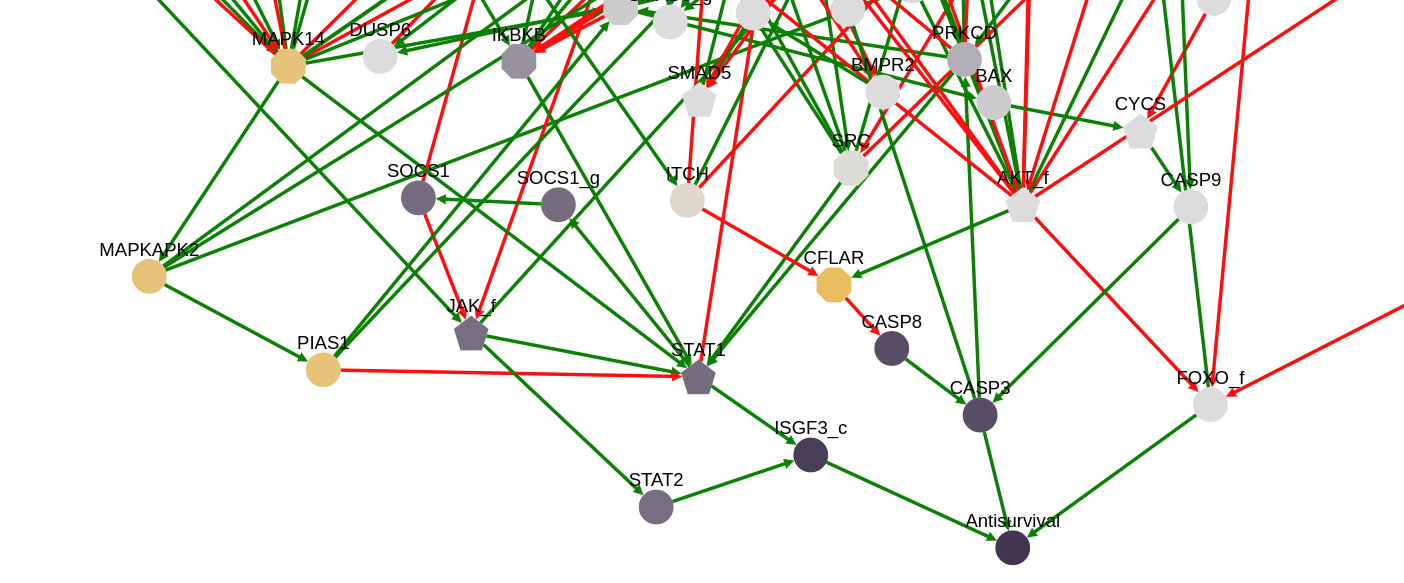 MAPK14
DUSP6
IKBKB
PRKCD
BMPR2
SMAD5
BAX
CYCS
SRC
SOCS1
SOCS1_g
ITCH
AKT_f
CASP9
MAPKAPK2
CFLAR
JAK_f
CASP8
PIAS1
STAT1
CASP3
FOXO_f
ISGF3_c
STAT2
Antisurvival